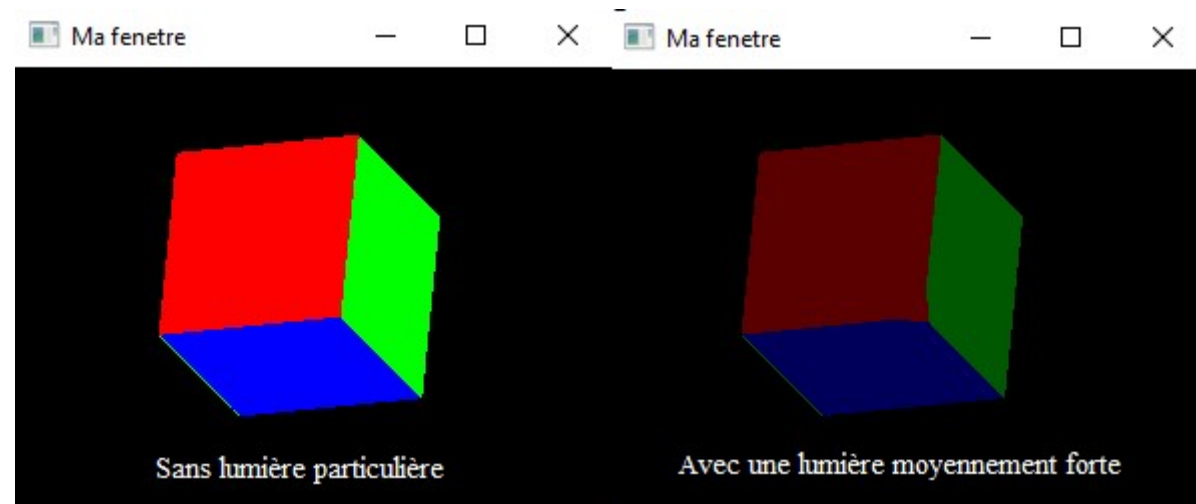 Ma fenetre
Ma fenetre
Sans lumière particulière
Avec une lumière moyennement forte